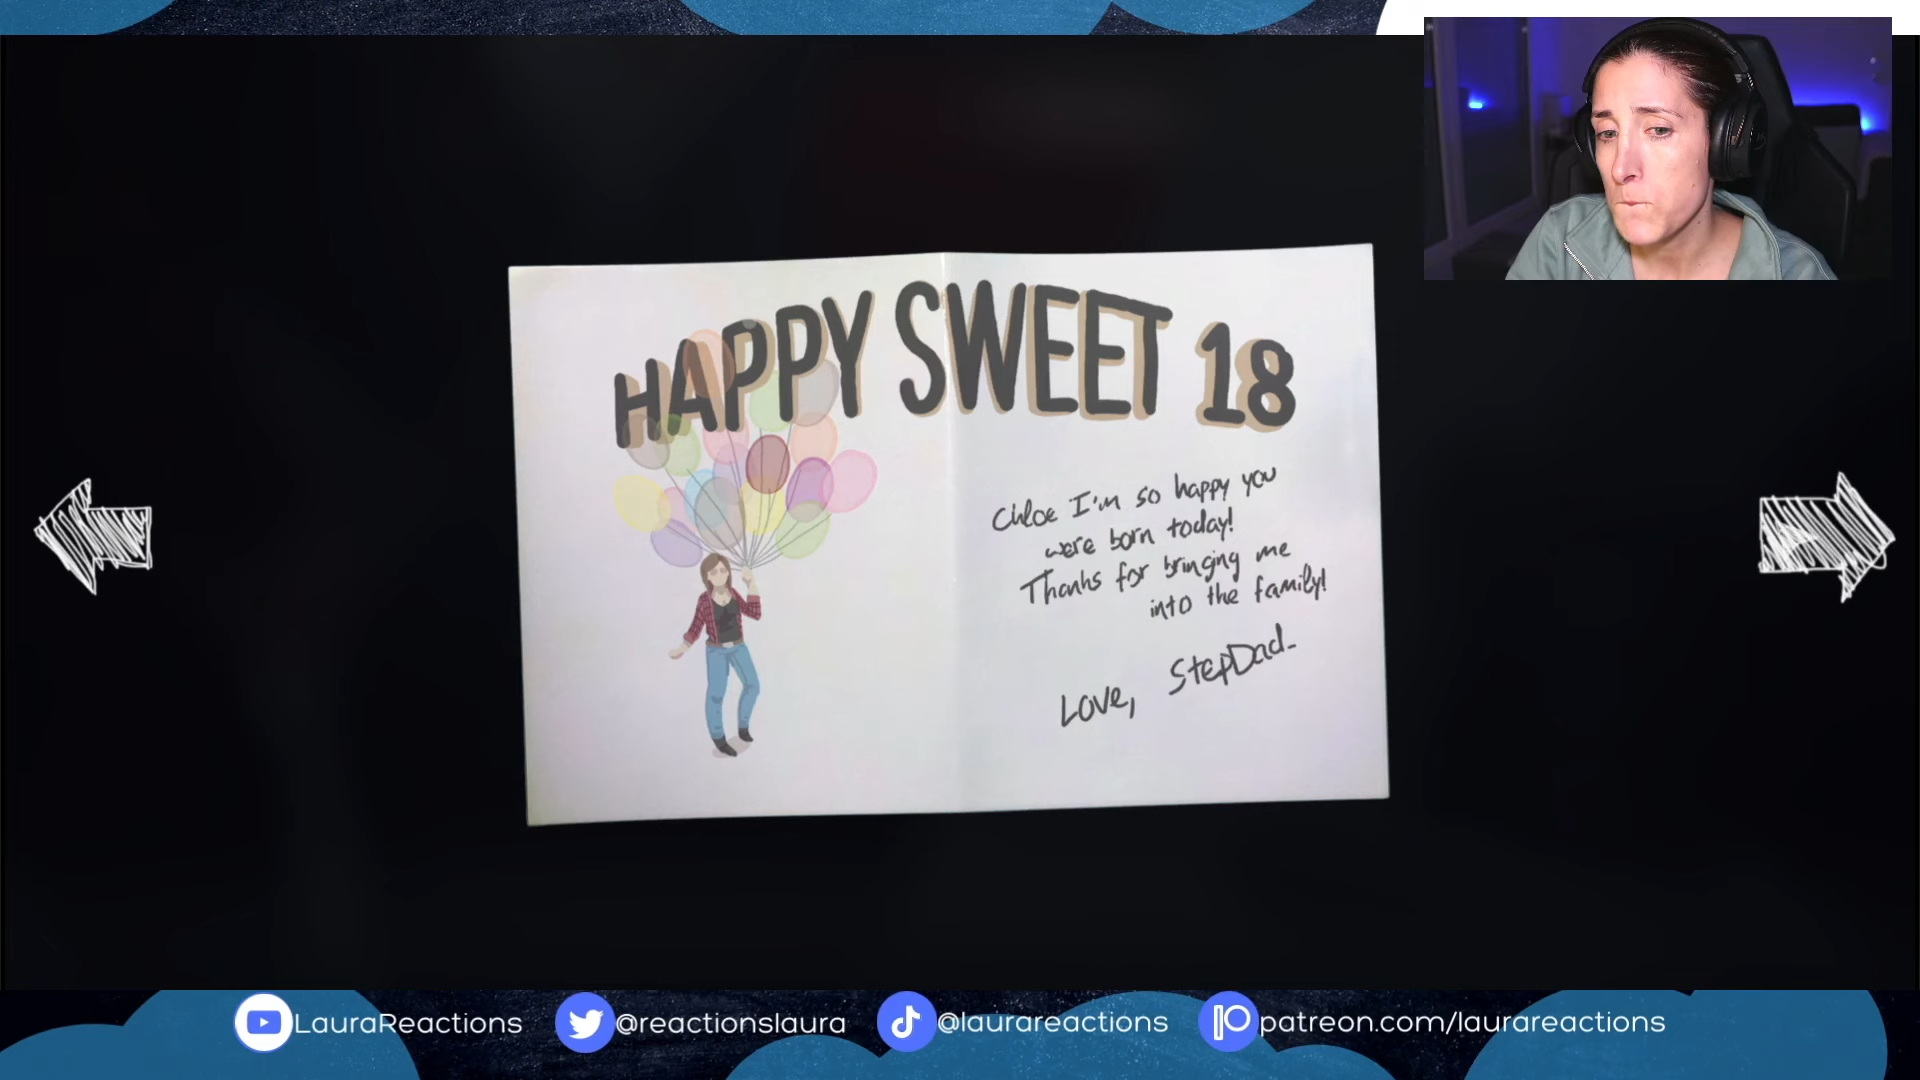 HAPPY SWEET 18
Chloe I'm so happy you
were born today!
Thanks for bringing me
into the family!
Love, StepDad-
LauraReactions
@reactionslaura
@laurareactions
patreon.com/laurareactions